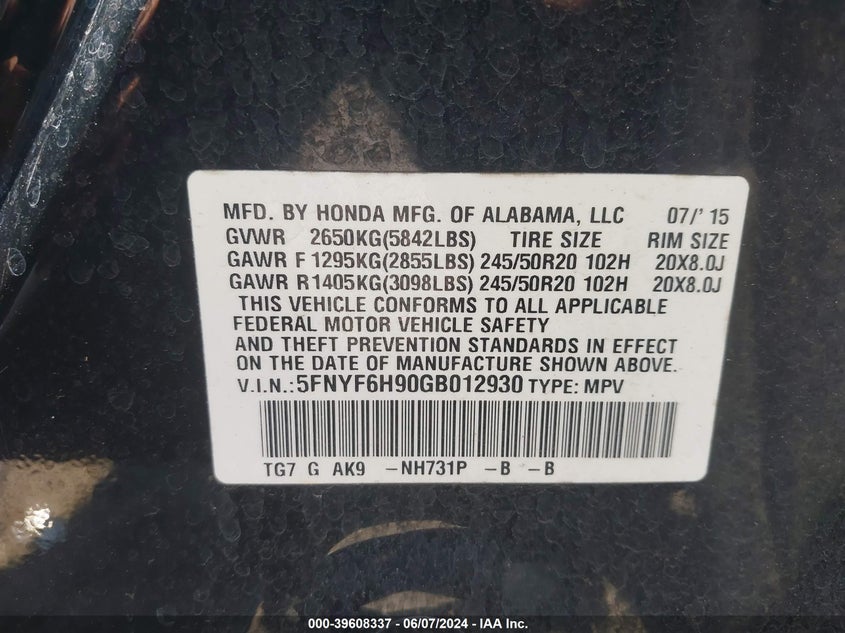 MFD. BY HONDA MFG. OF ALABAMA, LLC 07/' 15
GVWR 2650KG(5842LBS) TIRE SIZE RIM SIZE
GAWR F 1295KG(2855LBS) 245/50R20 102H 20X8.0J
GAWR R1405KG(3098LBS) 245/50R20 102H 20X8.0J
THIS VEHICLE CONFORMS TO ALL APPLICABLE
FEDERAL MOTOR VEHICLE SAFETY
AND THEFT PREVENTION STANDARDS IN EFFECT
ON THE DATE OF MANUFACTURE SHOWN ABOVE.
V.I.N.:5FNYF6H90GB012930 TYPE: MPV
TG7 G AK9 -NH731P -B -B
000-39608337 - 06/07/2024 - IAA Inc.